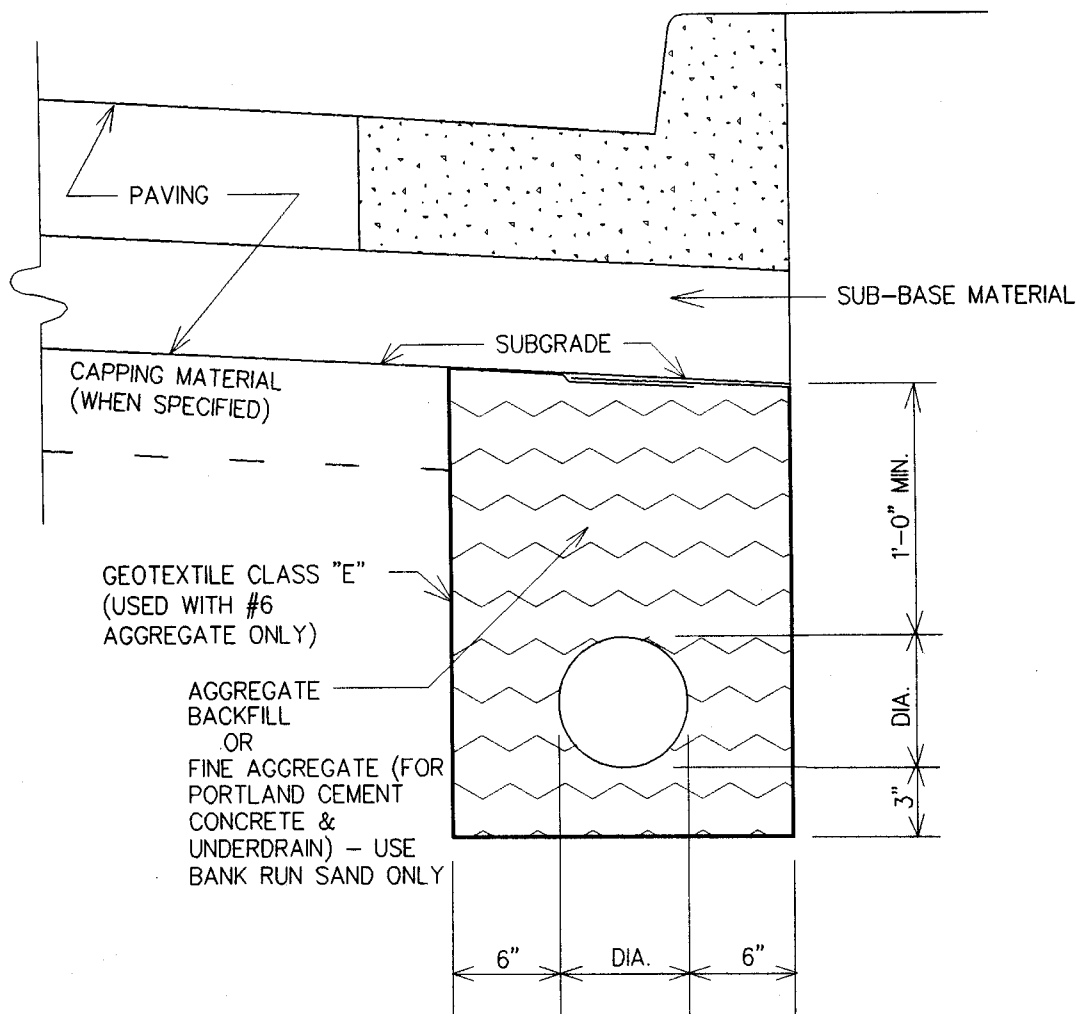 PAVING
SUB-BASE MATERIAL
SUBGRADE
CAPPING MATERIAL
(WHEN SPECIFIED)
1'-0" MIN.
GEOTEXTILE CLASS "E"
(USED WITH #6
AGGREGATE ONLY)
AGGREGATE
BACKFILL
OR
FINE AGGREGATE (FOR
PORTLAND CEMENT
CONCRETE &
UNDERDRAIN) – USE
BANK RUN SAND ONLY
DIA.
3"
6"
DIA.
6"